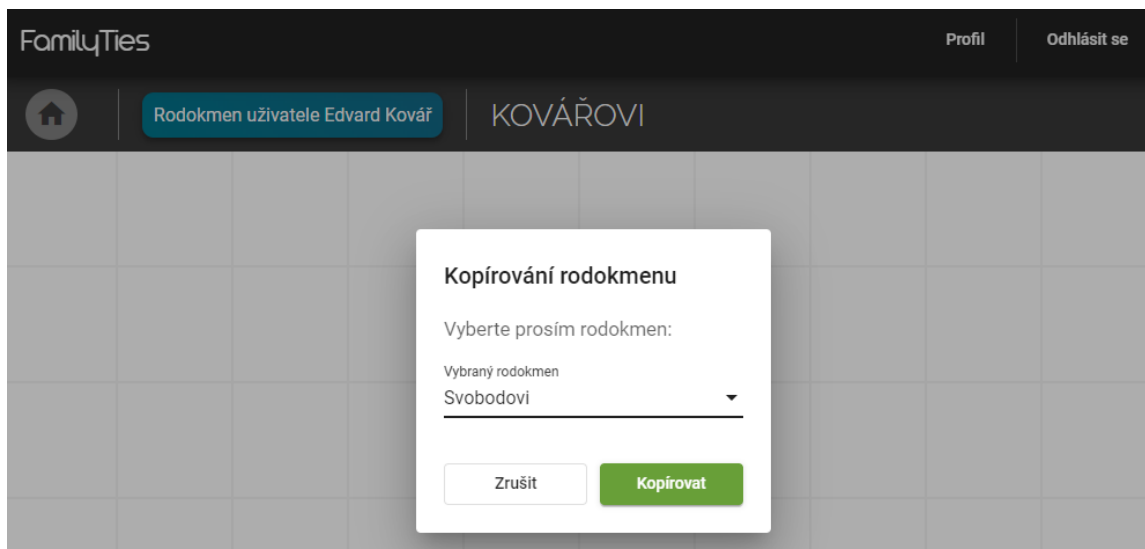 FamilyTies
Profil
Odhlásit se
Rodokmen uživatele Edvard Kovář
KOVÁŘOVI
Kopírování rodokmenu
Vyberte prosím rodokmen:
Vybraný rodokmen
Svobodovi
Zrušit
Kopírovat